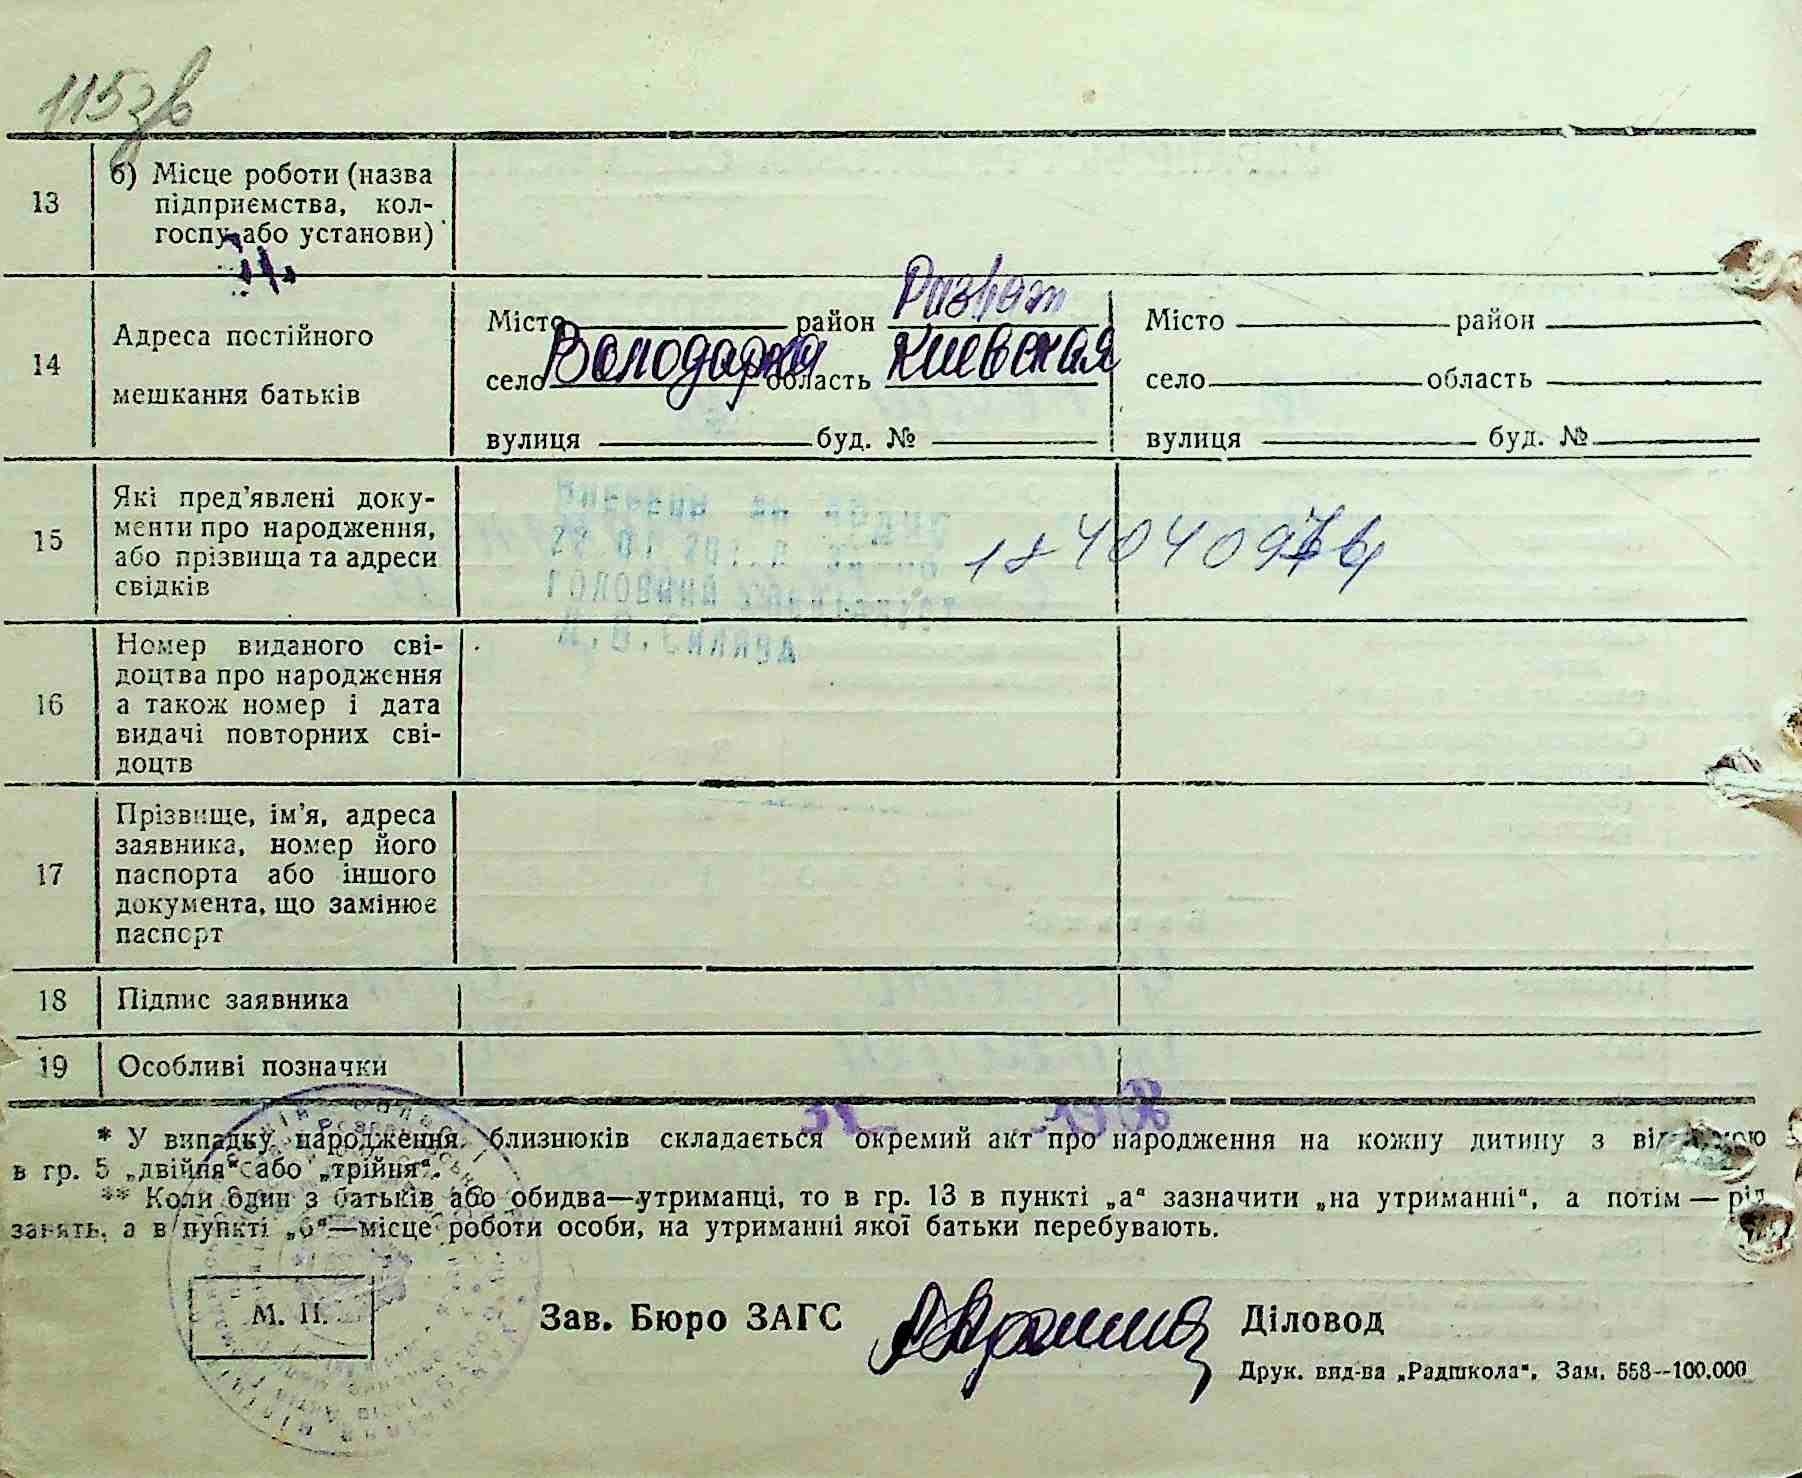 115зв
13
б) Місце роботи (назва
підприємства, кол-
госпу або установи)
14
Адреса постійного
мешкання батьків
Місто район Розваж
село Володарка область Киевская
вулиця буд. №
Місто район
село область
вулиця буд. №
15
Які пред’явлені доку-
менти про народження,
або прізвища та адреси
свідків
16
Номер виданого сві-
доцтва про народження
а також номер і дата
видачі повторних сві-
доцтв
17
Прізвище, ім’я, адреса
заявника, номер його
паспорта або іншого
документа, що замінює
паспорт
18
Підпис заявника
19
Особливі позначки
* У випадку народження близнюків складається окремий акт про народження на кожну дитину з
в гр. 5 „двійня“ або „трійня“.
** Коли один з батьків або обидва—утриманці, то в гр. 13 в пункті „а“ зазначити „на утриманні“, а потім — рід
занять, а в пункті „б“—місце роботи особи, на утриманні якої батьки перебувають.
М. П.
Зав. Бюро ЗАГС
Діловод
Друк. вид-ва „Радшкола“. Зам. 558—100.000